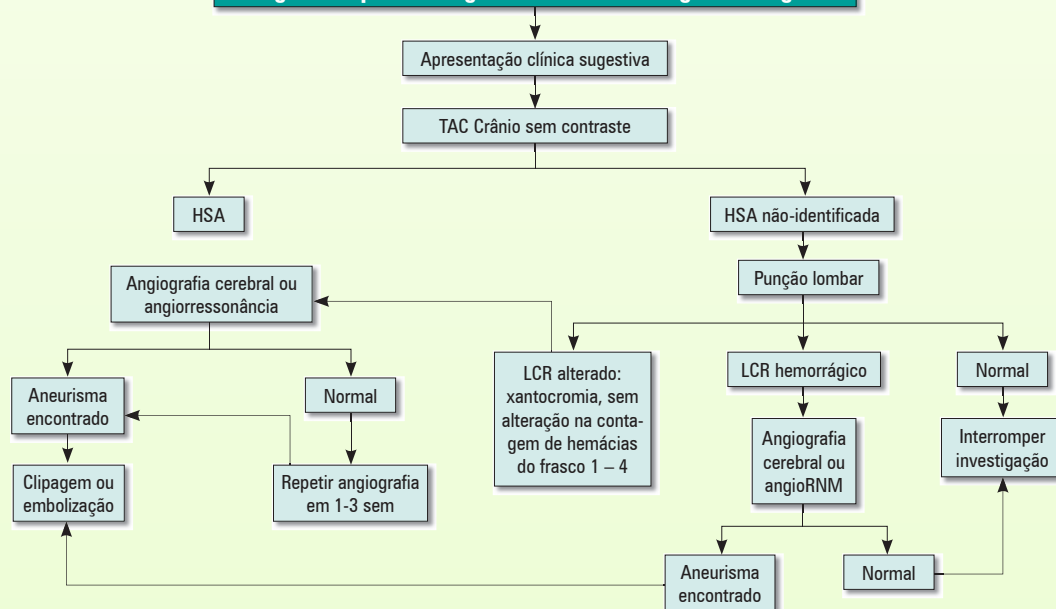 Apresentação clínica sugestiva
TAC Crânio sem contraste
HSA
HSA não-identificada
Punção lombar
Angiografia cerebral ou
angiorressonância
LCR alterado:
xantocromia, sem
alteração na conta-
gem de hemácias
do frasco 1 – 4
LCR hemorrágico
Normal
Aneurisma
encontrado
Normal
Angiografia
cerebral ou
angioRNM
Interromper
investigação
Clipagem ou
embolização
Repetir angiografia
em 1-3 sem
Aneurisma
encontrado
Normal